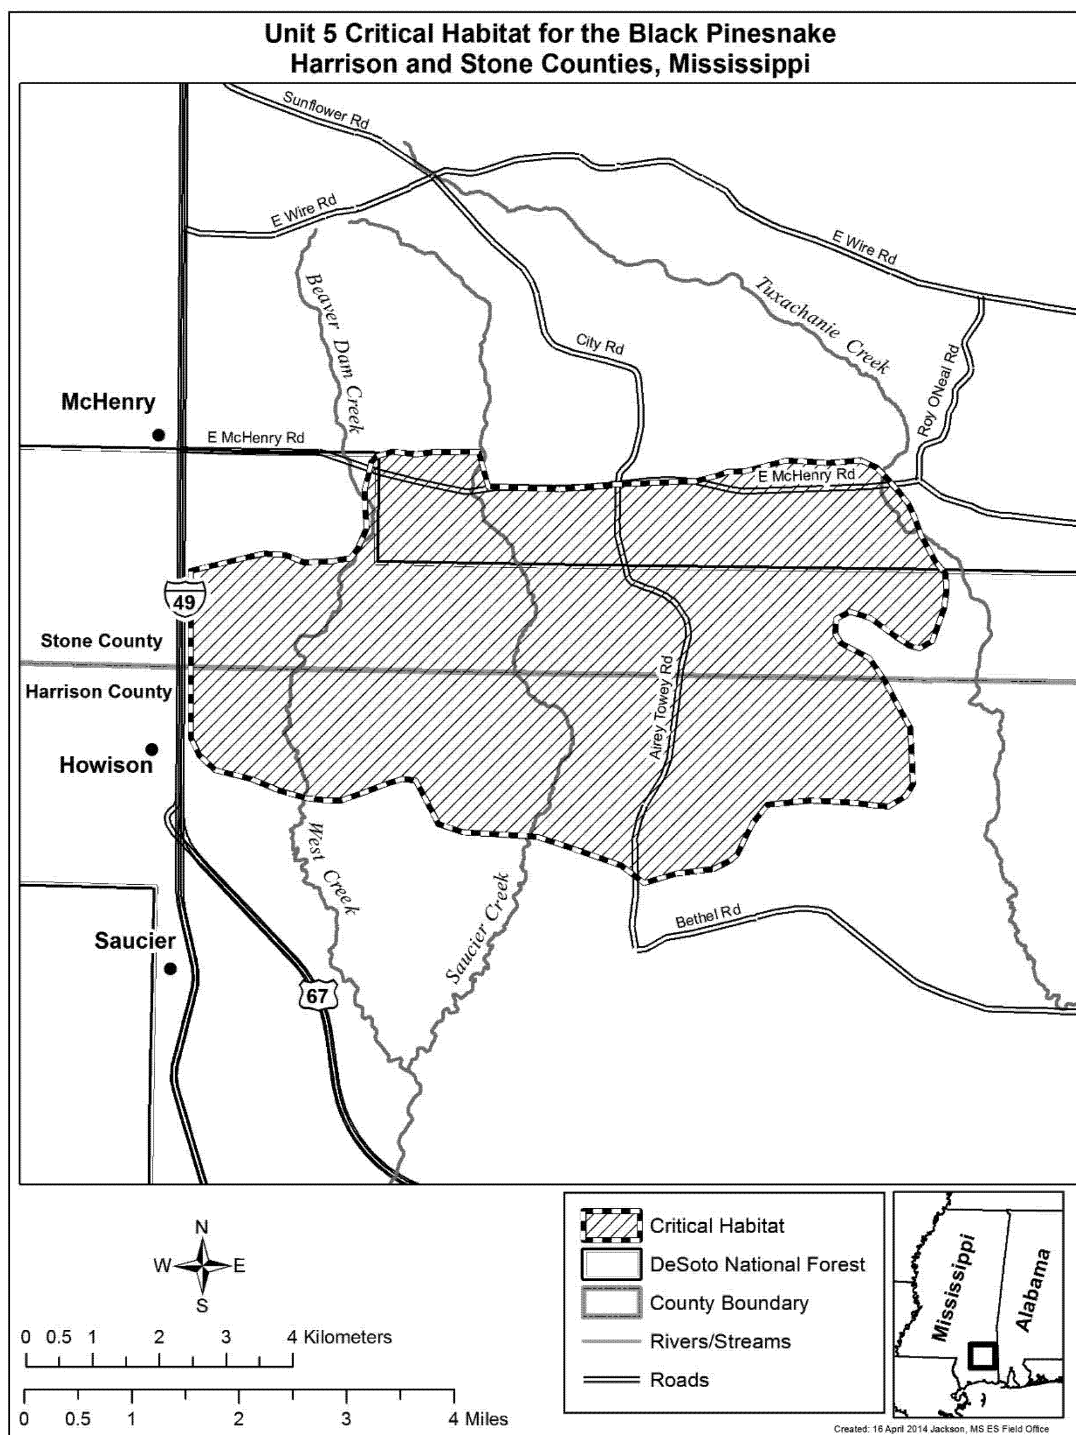 Unit 5 Critical Habitat for the Black Pinesnake
Harrison and Stone Counties, Mississippi
Sunflower Rd
E Wire Rd
E Wire Rd
Beaver Dam Creek
Tuxachanie Creek
City Rd
Roy ONeal Rd
McHenry
E McHenry Rd
E McHenry Rd
49
Stone County
Harrison County
Airey Towey Rd
Howison
West Creek
Saucier Creek
Bethel Rd
Saucier
67
N
W E
S
0 0.5 1 2 3 4 Kilometers
0 0.5 1 2 3 4 Miles
Critical Habitat
DeSoto National Forest
County Boundary
Rivers/Streams
Roads
Mississippi
Alabama
Created: 16 April 2014 Jackson, MS ES Field Office